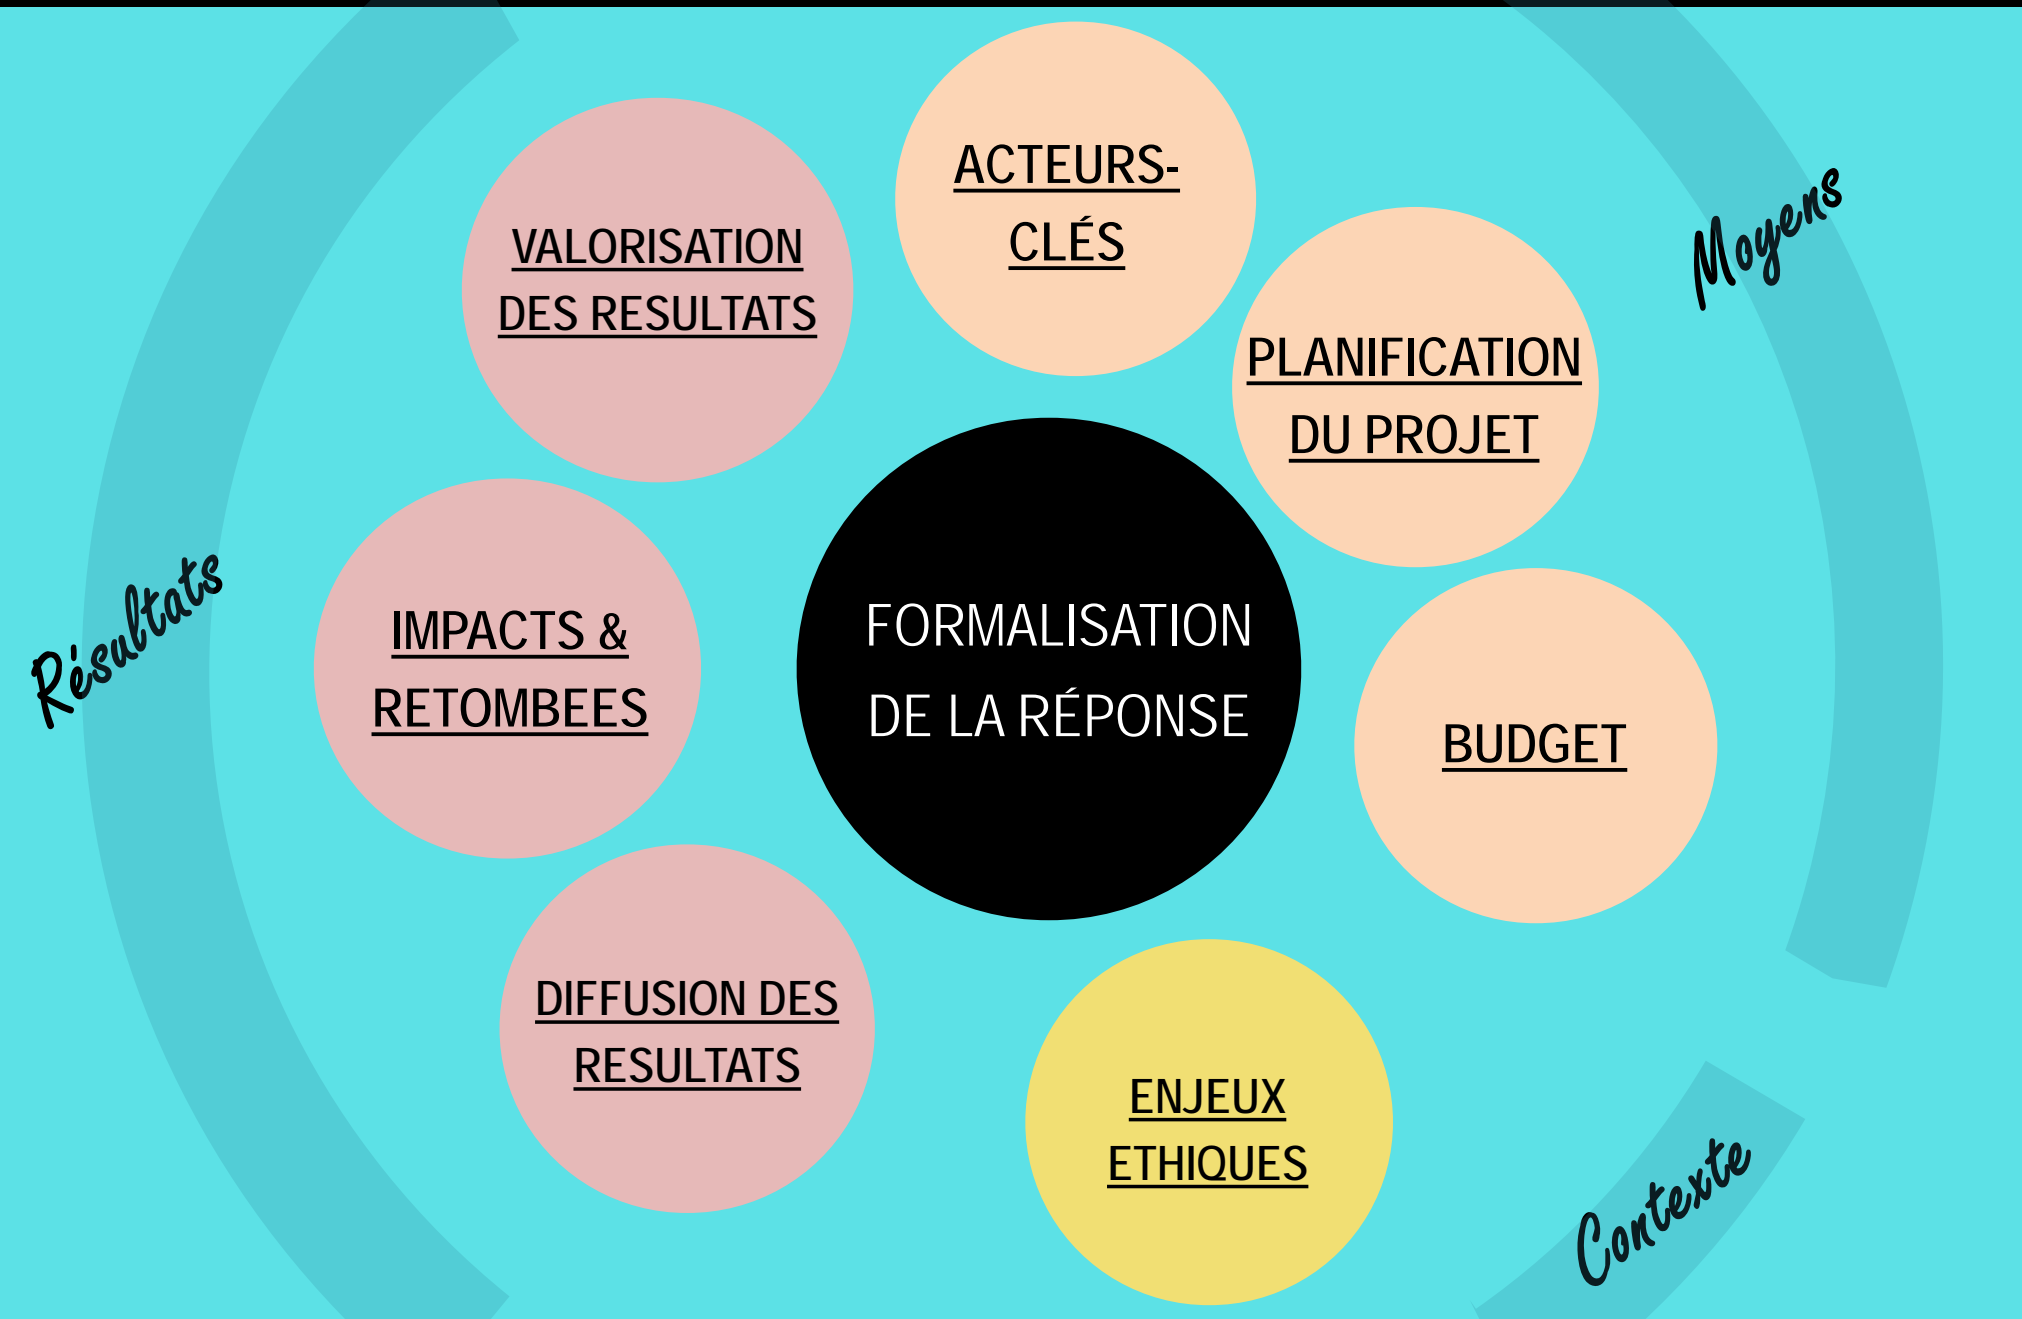 ACTEURS-
CLÉS
VALORISATION
DES RESULTATS
Moyens
PLANIFICATION
DU PROJET
Résultats
IMPACTS &
RETOMBEES
FORMALISATION
DE LA RÉPONSE
BUDGET
DIFFUSION DES
RESULTATS
ENJEUX
ETHIQUES
Contexte